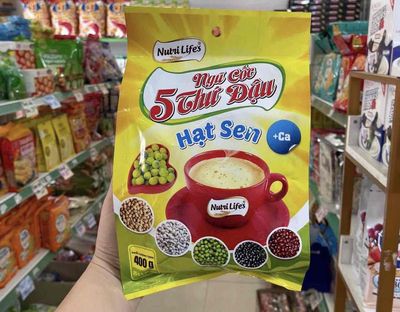 Nutri Life's
Ngũ Cốc
5 Thứ Đậu
Hạt Sen
+Ca
Nutri Life's
400 g